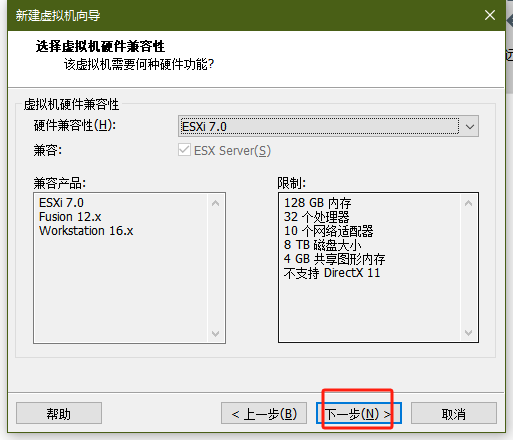 新建虚拟机向导
选择虚拟机硬件兼容性
该虚拟机需要何种硬件功能?
虚拟机硬件兼容性
硬件兼容性(H):
ESXi 7.0
兼容:
ESX Server(S)
兼容产品:
ESXi 7.0
Fusion 12.x
Workstation 16.x
限制:
128 GB 内存
32 个处理器
10 个网络适配器
8 TB 磁盘大小
4 GB 共享图形内存
不支持 DirectX 11
帮助
< 上一步(B)
下一步(N) >
取消